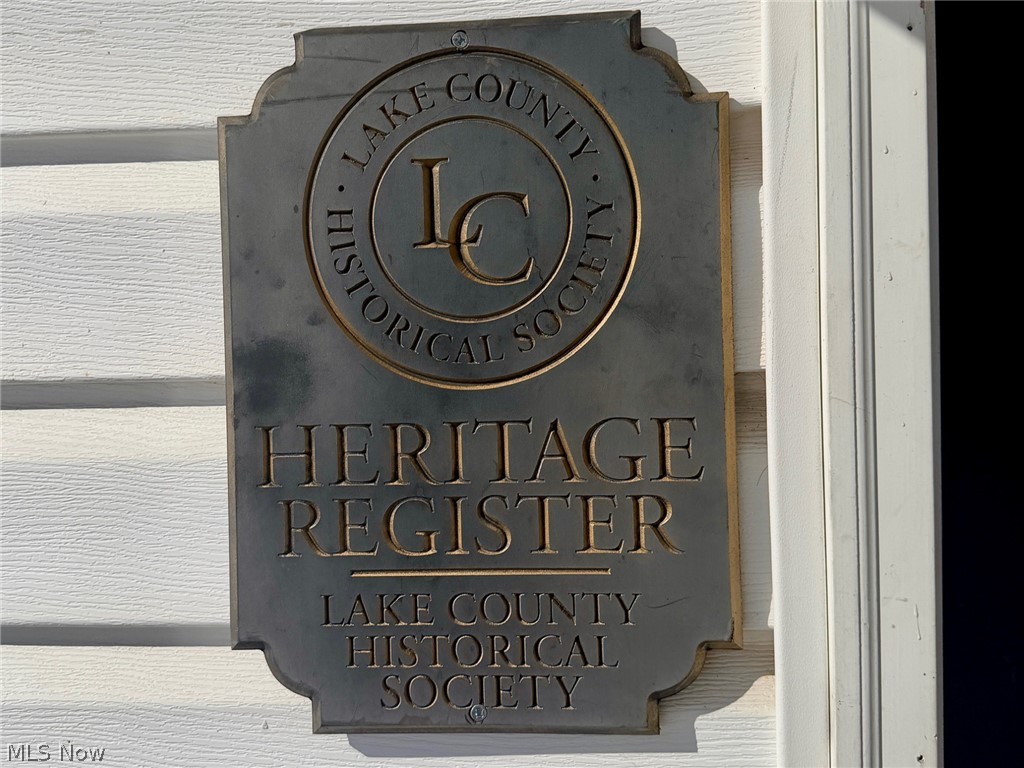 · LAKE COUNTY ·
HISTORICAL SOCIETY
LC
HERITAGE
REGISTER
LAKE COUNTY
HISTORICAL
SOCIETY
MLS Now